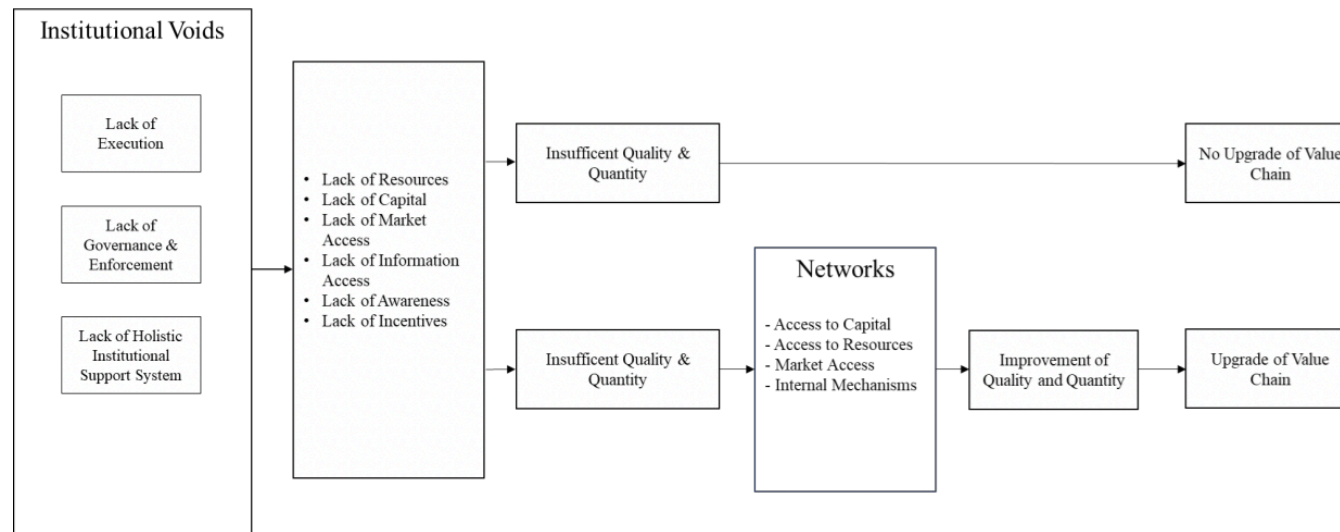 Institutional Voids
Lack of
Execution
Lack of
Governance &
Enforcement
Lack of Holistic
Institutional
Support System
• Lack of Resources
• Lack of Capital
• Lack of Market
Access
• Lack of Information
Access
• Lack of Awareness
• Lack of Incentives
Insufficent Quality &
Quantity
No Upgrade of Value
Chain
Insufficent Quality &
Quantity
Networks
- Access to Capital
- Access to Resources
- Market Access
- Internal Mechanisms
Improvement of
Quality and Quantity
Upgrade of Value
Chain